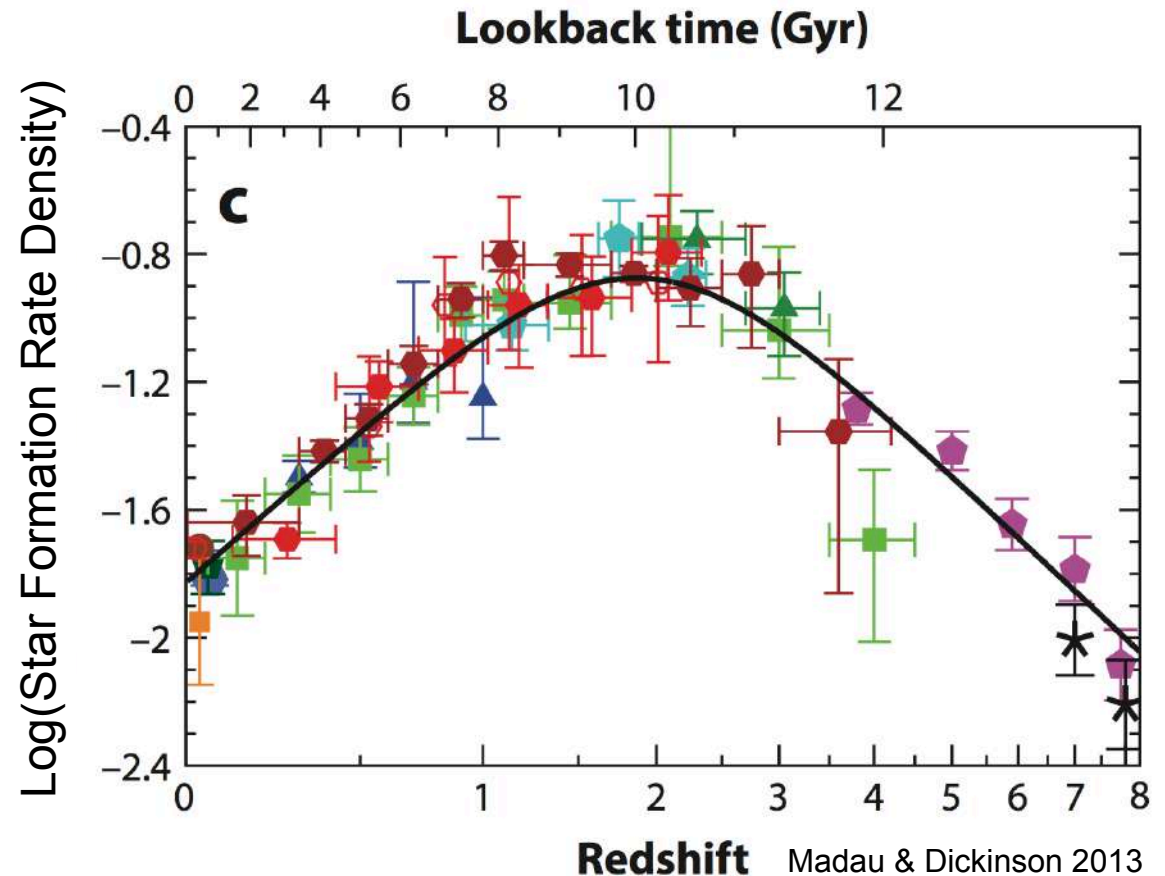 Lookback time (Gyr)
0 2 4 6 8 10 12
Log(Star Formation Rate Density)
−0.4
c
−0.8
−1.2
−1.6
−2
−2.4
0 1 2 3 4 5 6 7 8
Redshift Madau & Dickinson 2013